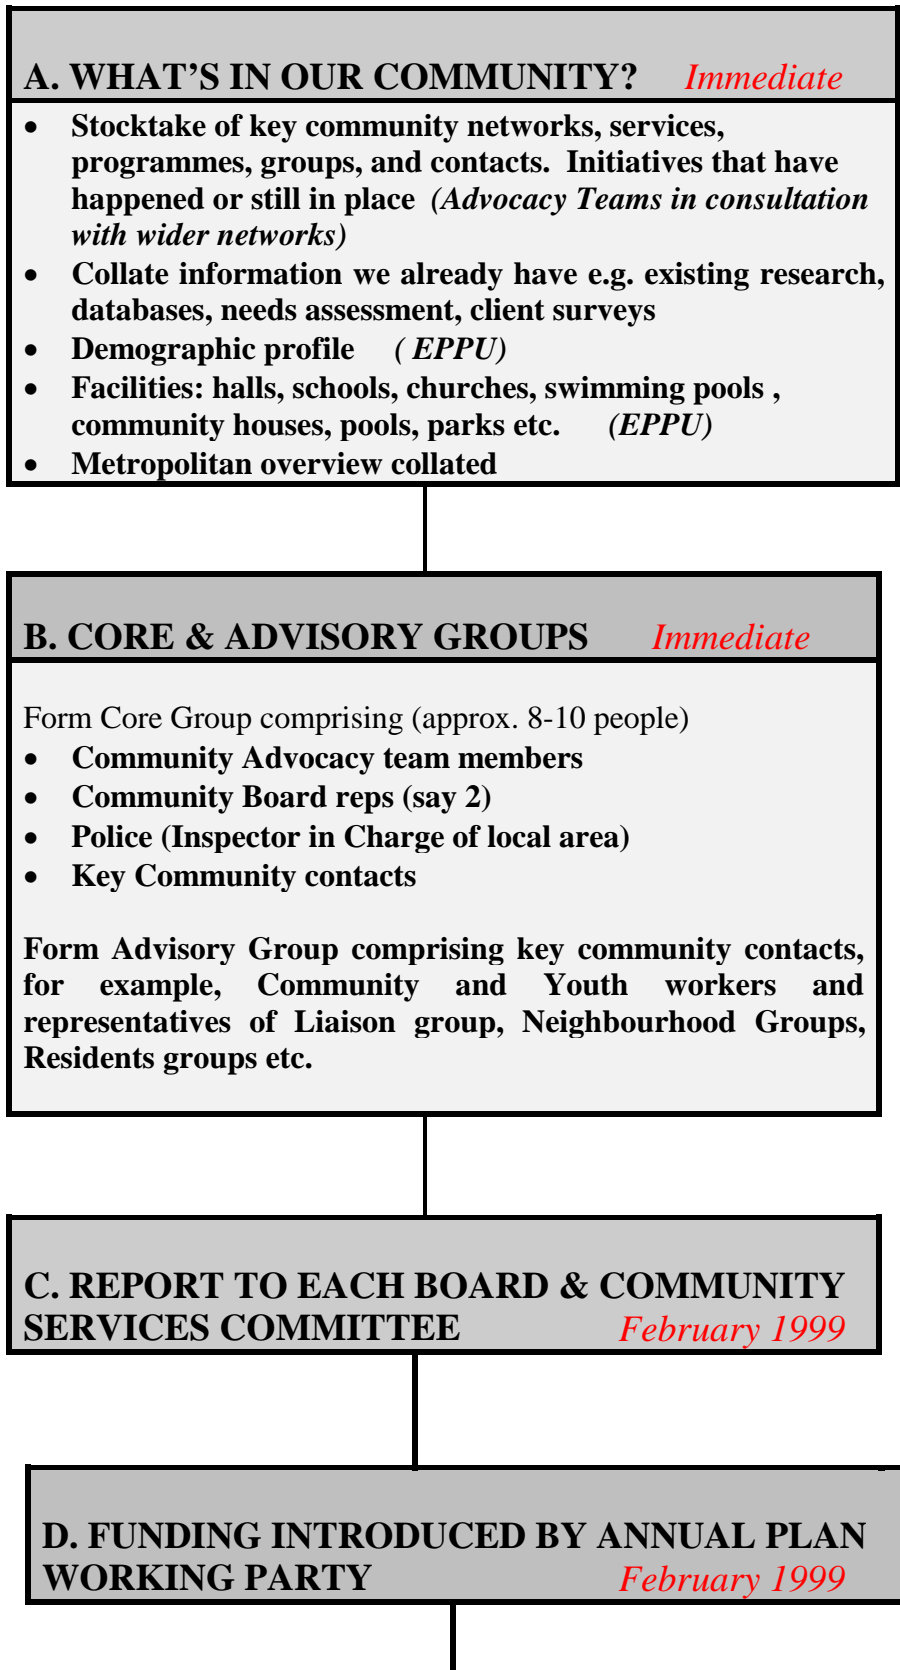 A. WHAT’S IN OUR COMMUNITY? Immediate
• Stocktake of key community networks, services,
programmes, groups, and contacts. Initiatives that have
happened or still in place (Advocacy Teams in consultation
with wider networks)
• Collate information we already have e.g. existing research,
databases, needs assessment, client surveys
• Demographic profile ( EPPU)
• Facilities: halls, schools, churches, swimming pools ,
community houses, pools, parks etc. (EPPU)
• Metropolitan overview collated
B. CORE & ADVISORY GROUPS Immediate
Form Core Group comprising (approx. 8-10 people)
• Community Advocacy team members
• Community Board reps (say 2)
• Police (Inspector in Charge of local area)
• Key Community contacts
Form Advisory Group comprising key community contacts,
for example, Community and Youth workers and
representatives of Liaison group, Neighbourhood Groups,
Residents groups etc.
C. REPORT TO EACH BOARD & COMMUNITY
SERVICES COMMITTEE February 1999
D. FUNDING INTRODUCED BY ANNUAL PLAN
WORKING PARTY February 1999